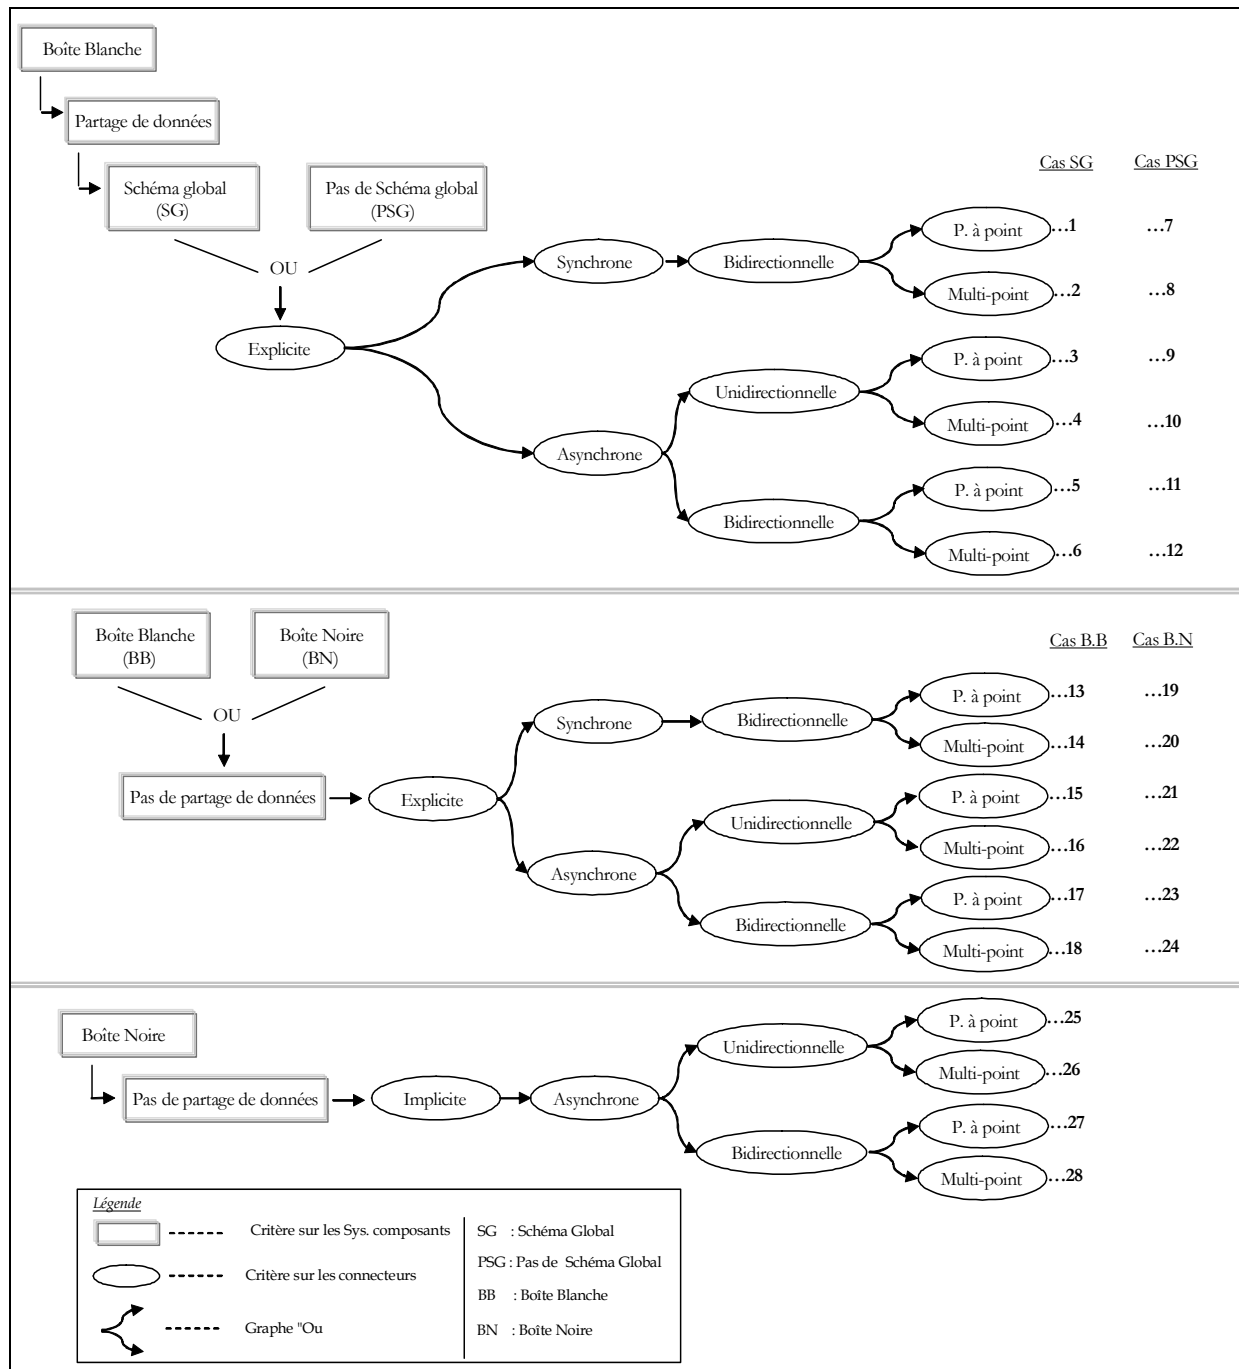 Boîte Blanche
Partage de données
Schéma global
(SG)
Pas de Schéma global
(PSG)
OU
Explicite
Synchrone
Bidirectionnelle
Asynchrone
Unidirectionnelle
Bidirectionnelle
Cas SG
Cas PSG
P. à point ...1 ...7
Multi-point ...2 ...8
P. à point ...3 ...9
Multi-point ...4 ...10
P. à point ...5 ...11
Multi-point ...6 ...12
Boîte Blanche
(BB)
Boîte Noire
(BN)
OU
Pas de partage de données
Explicite
Synchrone
Bidirectionnelle
Asynchrone
Unidirectionnelle
Bidirectionnelle
Cas B.B
Cas B.N
P. à point ...13 ...19
Multi-point ...14 ...20
P. à point ...15 ...21
Multi-point ...16 ...22
P. à point ...17 ...23
Multi-point ...18 ...24
Boîte Noire
Pas de partage de données
Implicite
Asynchrone
Unidirectionnelle
Bidirectionnelle
P. à point ...25
Multi-point ...26
P. à point ...27
Multi-point ...28
Légende
Critère sur les Sys. composants
Critère sur les connecteurs
Graphe "Ou
SG : Schéma Global
PSG : Pas de Schéma Global
BB : Boîte Blanche
BN : Boîte Noire